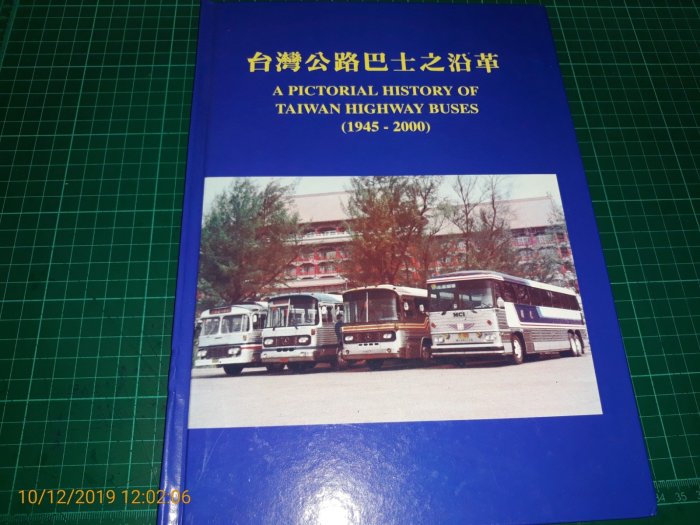 台灣公路巴士之沿革
A PICTORIAL HISTORY OF
TAIWAN HIGHWAY BUSES
(1945 - 2000)
MCI
10/12/2019 12:02:06